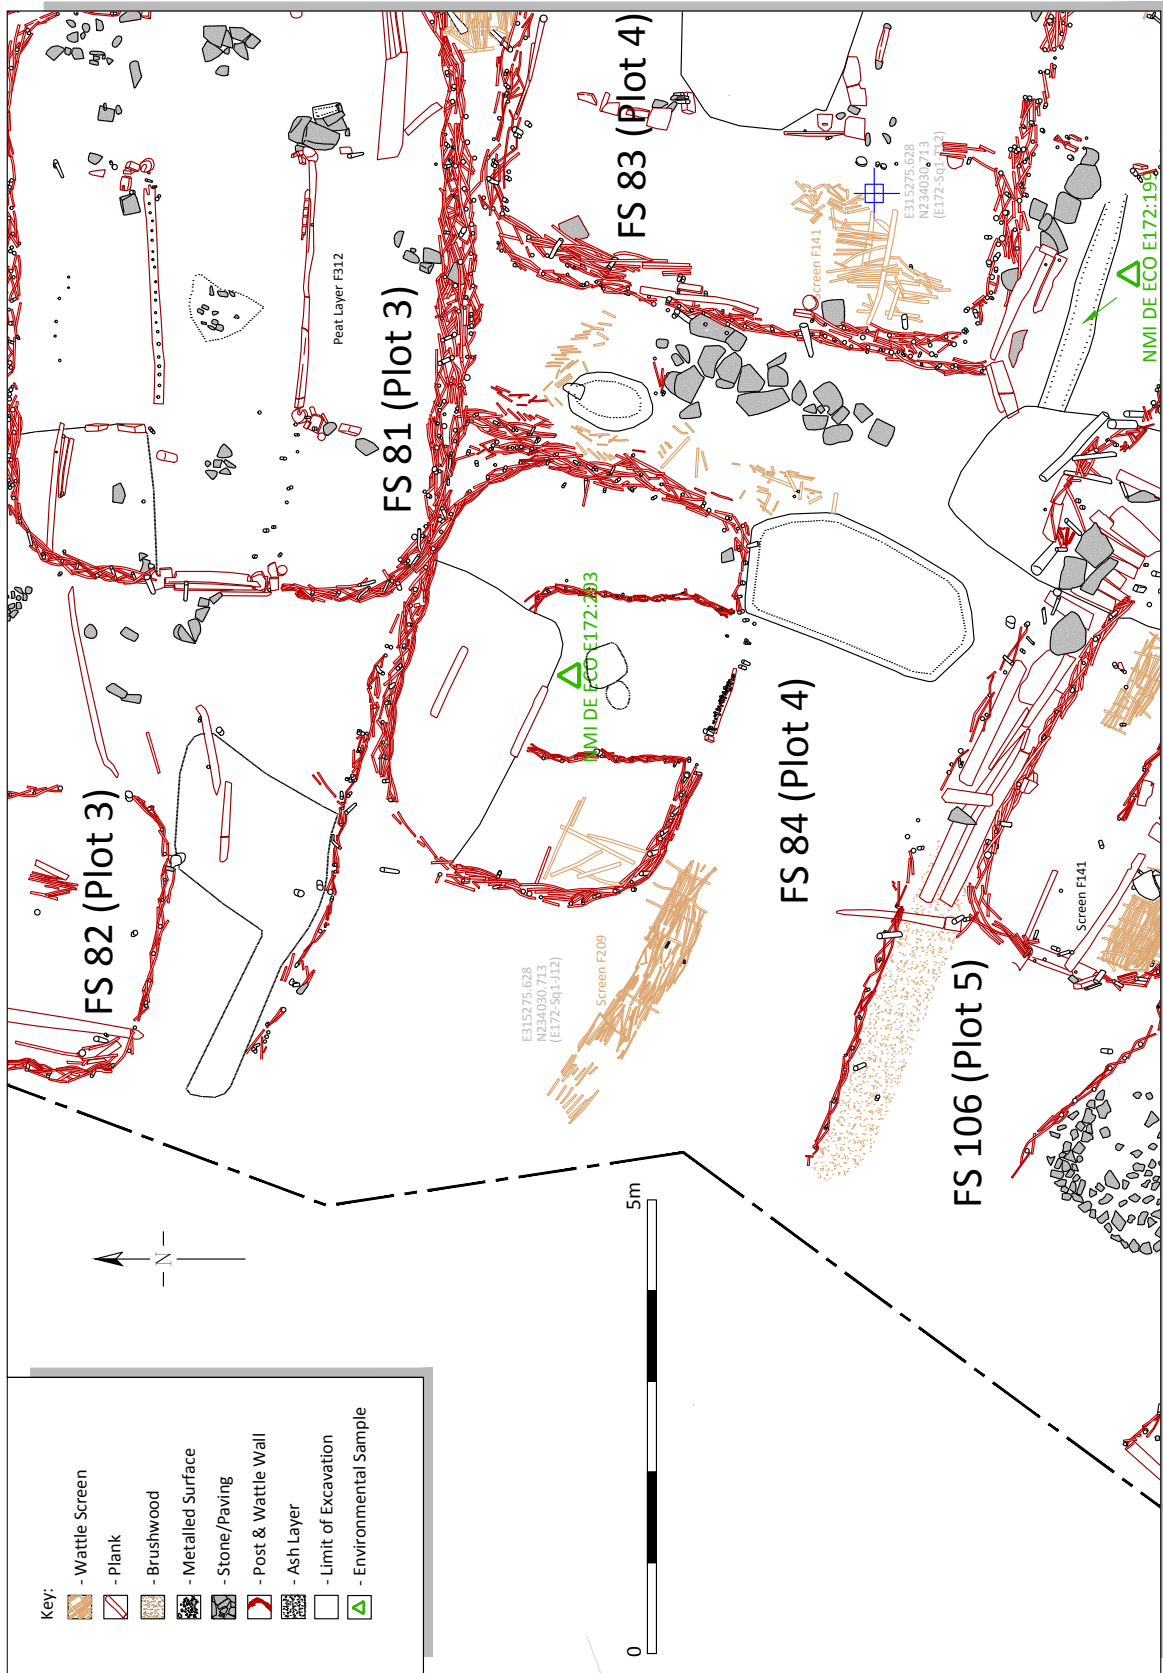 FS 82 (Plot 3)
FS 81 (Plot 3)
FS 83 (Plot 4)
FS 84 (Plot 4)
FS 106 (Plot 5)
Peat Layer F312
Screen F141
E315275.628
N234030.713
(E172-Sq1-J12)
NMI DE ECO E172:199
NMI DE ECO E172:203
E315275.628
N234030.713
(E172-Sq1-J12)
Screen F209
Screen F141
N
0
5m
Key:
- Wattle Screen
- Plank
- Brushwood
- Metalled Surface
- Stone/Paving
- Post & Wattle Wall
- Ash Layer
- Limit of Excavation
- Environmental Sample